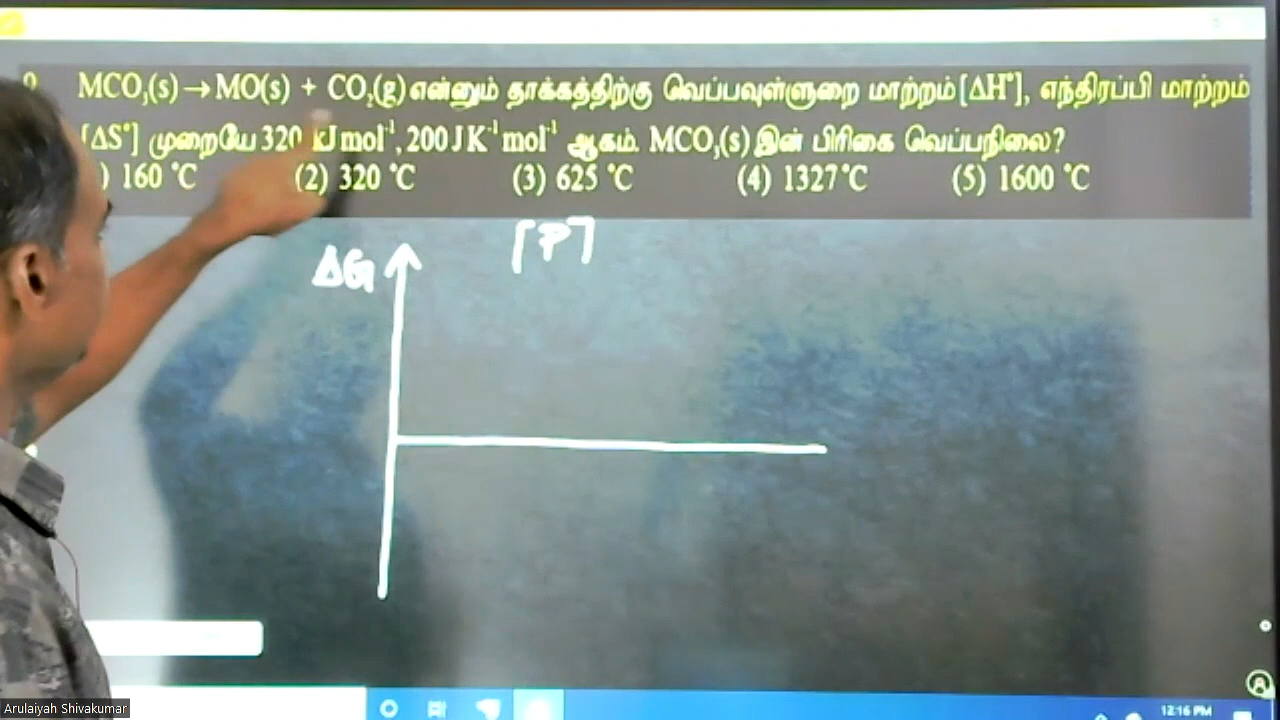 9. MCO₃(s) → MO(s) + CO₂(g) என்னும் தாக்கத்திற்கு வெப்பவுள்ளுறை மாற்றம் [ΔH°], எந்திரப்பி மாற்றம்
[ΔS°] முறையே 320 kJ mol⁻¹, 200 J K⁻¹ mol⁻¹ ஆகம். MCO₃(s) இன் பிரிகை வெப்பநிலை?
) 160 °C (2) 320 °C (3) 625 °C (4) 1327 °C (5) 1600 °C
ΔG
[P]
Arulaiyah Shivakumar
12:16 PM